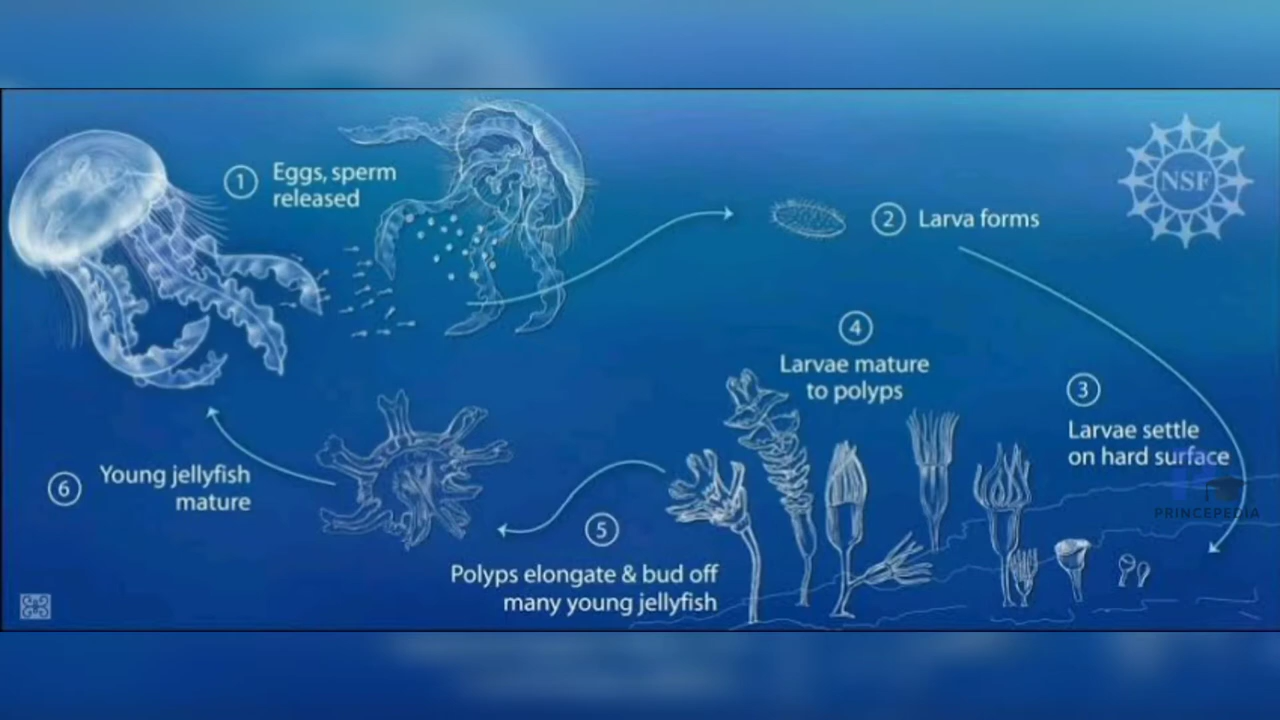 1
Eggs, sperm
released
NSF
2
Larva forms
3
Larvae settle
on hard surface
4
Larvae mature
to polyps
5
Polyps elongate & bud off
many young jellyfish
6
Young jellyfish
mature
PRINCEPEDIA